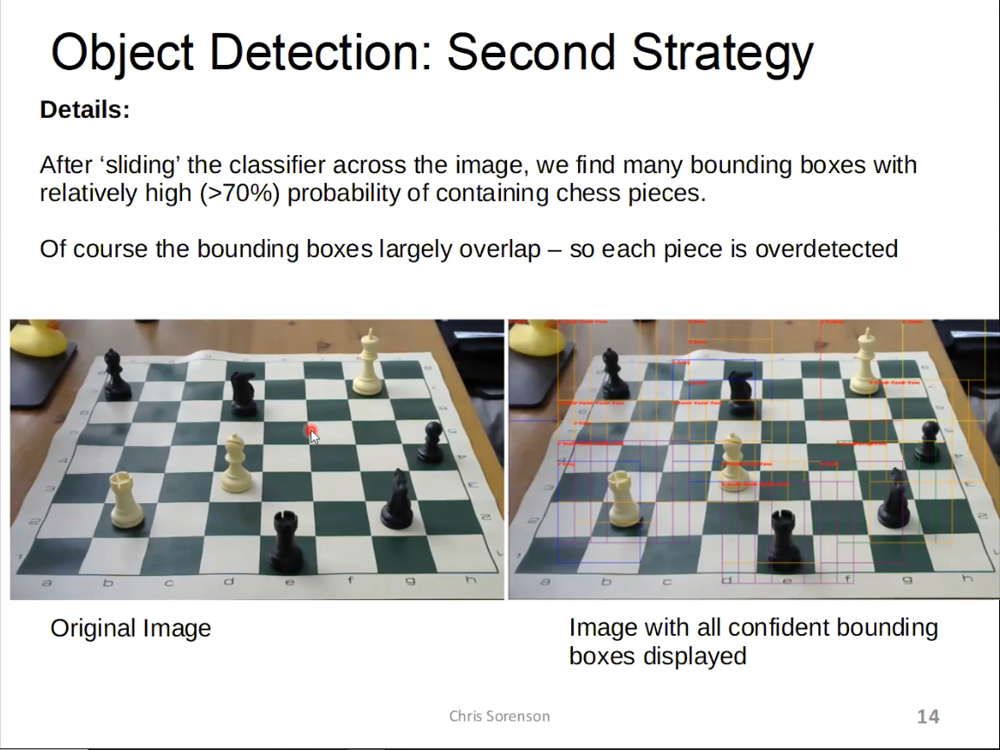 Object Detection: Second Strategy
Details:
After ‘sliding’ the classifier across the image, we find many bounding boxes with
relatively high (>70%) probability of containing chess pieces.
Of course the bounding boxes largely overlap – so each piece is overdetected
a b c d e f g h
Original Image
Image with all confident bounding
boxes displayed
Chris Sorenson
14